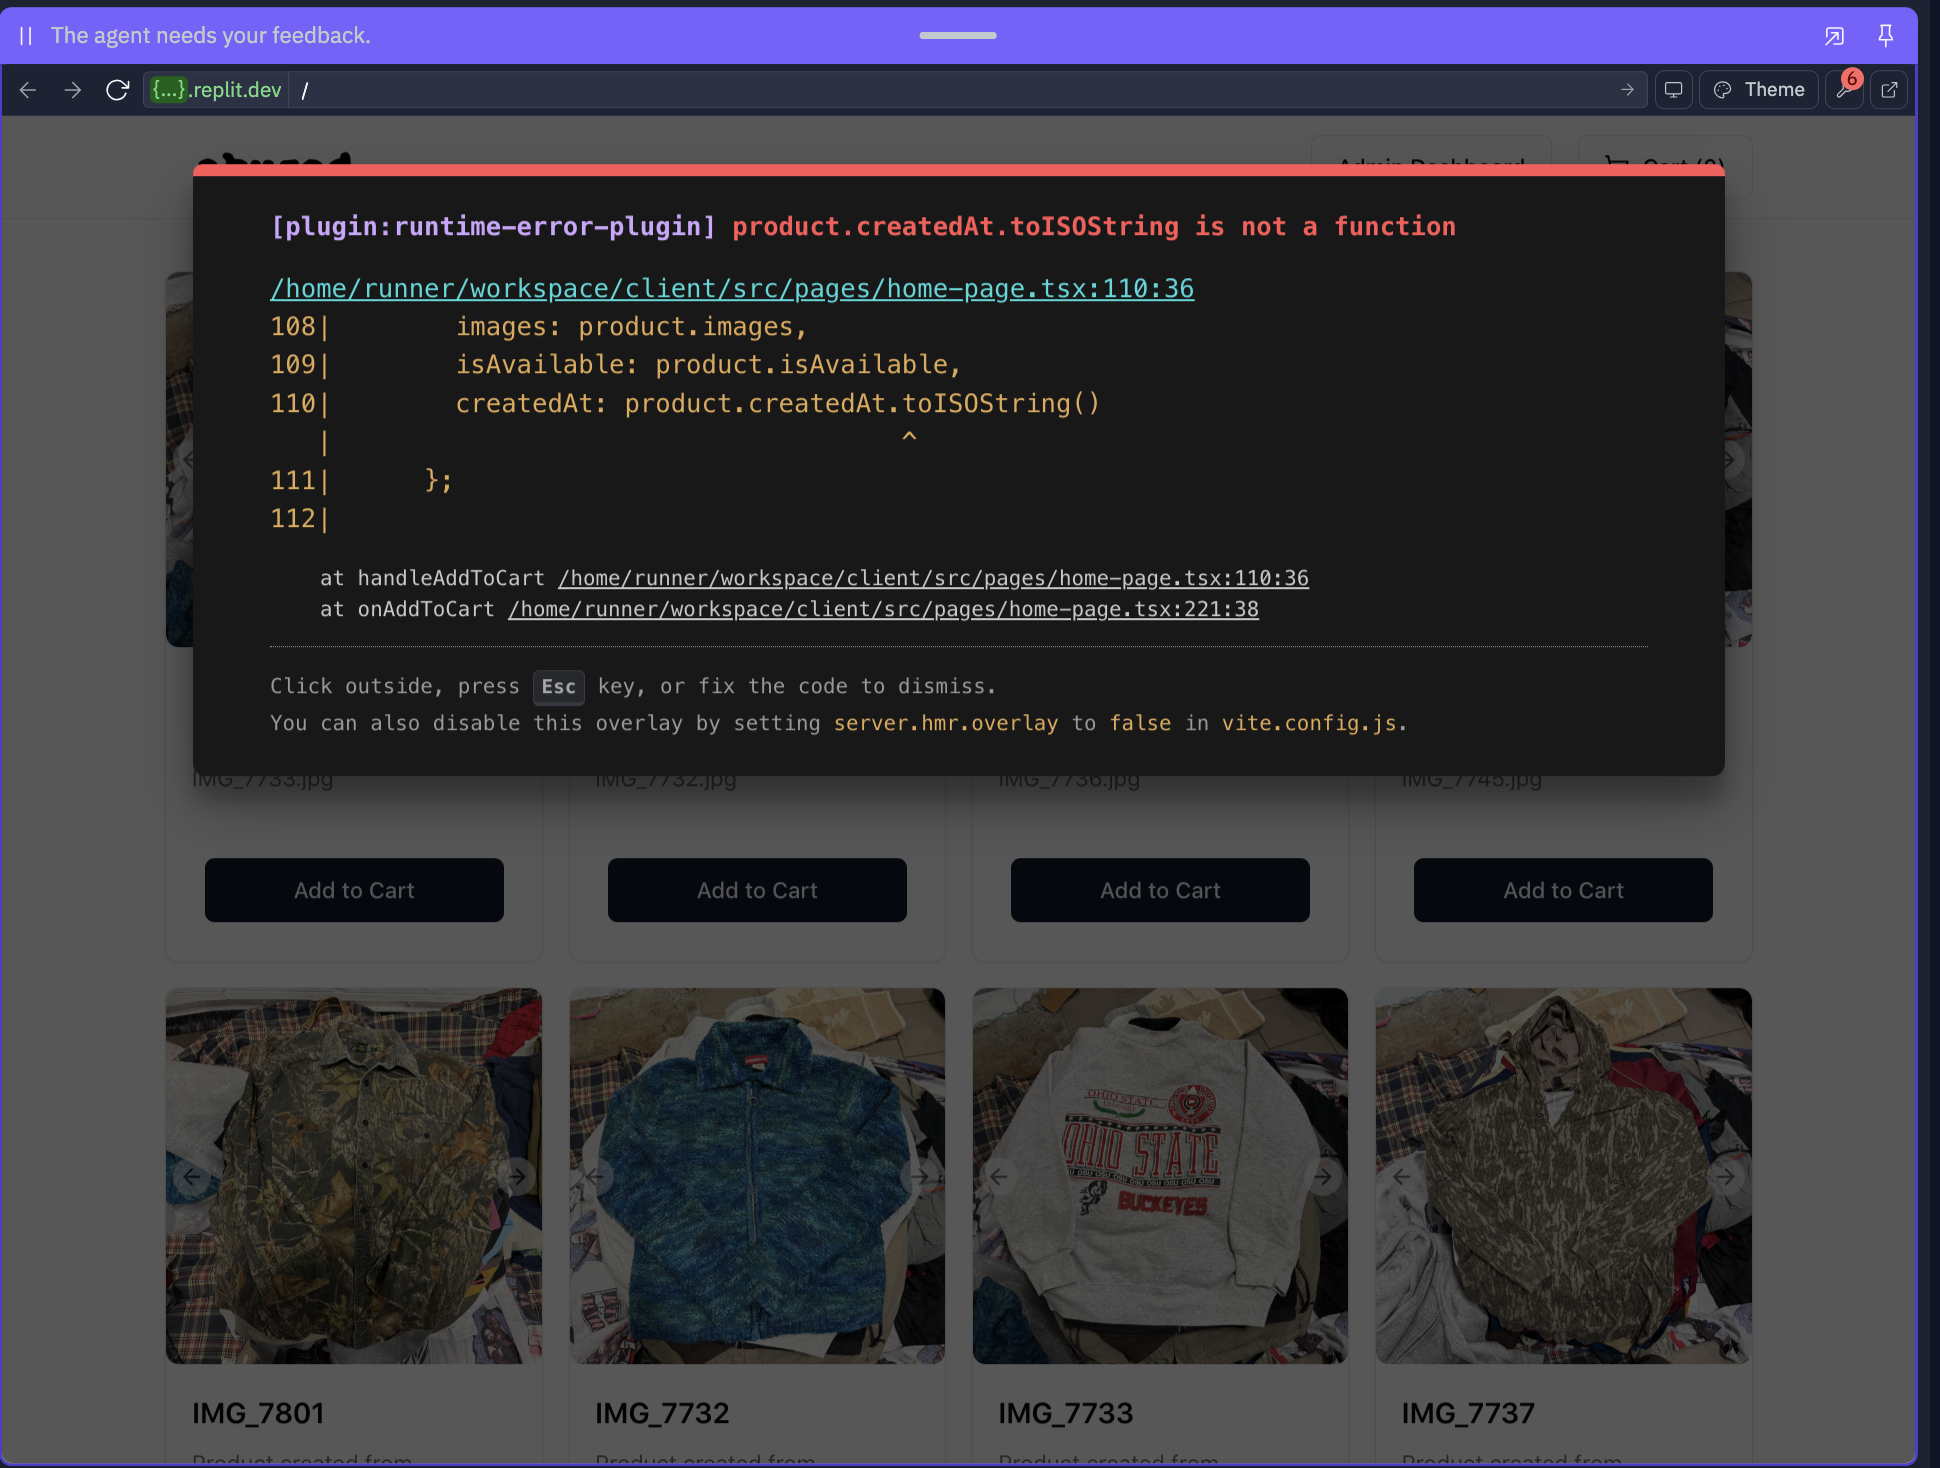 The agent needs your feedback.
{...}.replit.dev /
Theme
6
Admin Dashboard
Cart (0)
[plugin:runtime-error-plugin] product.createdAt.toISOString is not a function
/home/runner/workspace/client/src/pages/home-page.tsx:110:36
108|        images: product.images,
109|        isAvailable: product.isAvailable,
110|        createdAt: product.createdAt.toISOString()
   |                                     ^
111|      };
112|
at handleAddToCart /home/runner/workspace/client/src/pages/home-page.tsx:110:36
at onAddToCart /home/runner/workspace/client/src/pages/home-page.tsx:221:38
Click outside, press Esc key, or fix the code to dismiss.
You can also disable this overlay by setting server.hmr.overlay to false in vite.config.js.
IMG_7733.jpg
IMG_7732.jpg
IMG_7736.jpg
IMG_7745.jpg
Add to Cart
Add to Cart
Add to Cart
Add to Cart
OHIO STATE
OHIO STATE
BUCKEYES
IMG_7801
IMG_7732
IMG_7733
IMG_7737
Product created from
Product created from
Product created from
Product created from